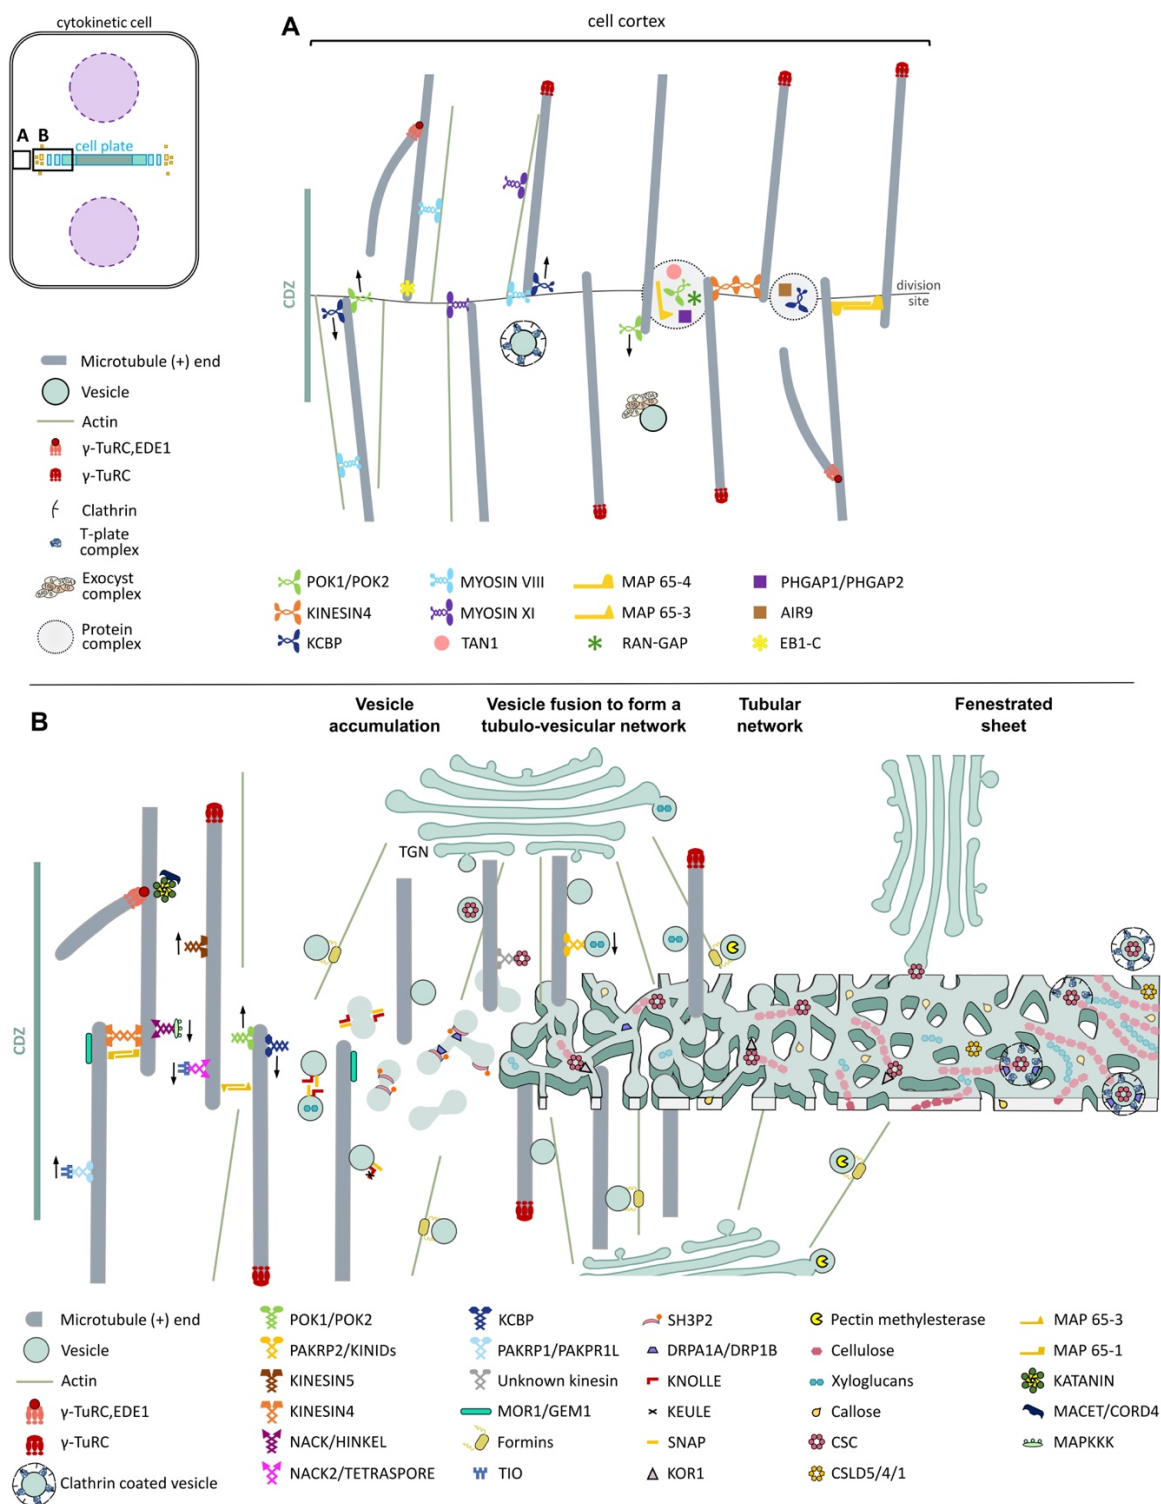 cytokinetic cell
A B
cell plate
A
cell cortex
CDZ
division
site
Microtubule (+) end
Vesicle
Actin
γ-TuRC,EDE1
γ-TuRC
Clathrin
T-plate
complex
Exocyst
complex
Protein
complex
POK1/POK2
MYOSIN VIII
MAP 65-4
PHGAP1/PHGAP2
KINESIN4
MYOSIN XI
MAP 65-3
AIR9
KCBP
TAN1
RAN-GAP
EB1-C
B
Vesicle
accumulation
Vesicle fusion to form a
tubulo-vesicular network
Tubular
network
Fenestrated
sheet
TGN
CDZ
Microtubule (+) end
Vesicle
Actin
γ-TuRC,EDE1
γ-TuRC
Clathrin coated vesicle
POK1/POK2
PAKRP2/KINIDs
KINESIN5
KINESIN4
NACK/HINKEL
NACK2/TETRASPORE
KCBP
PAKRP1/PAKPR1L
Unknown kinesin
MOR1/GEM1
Formins
TIO
SH3P2
DRPA1A/DRP1B
KNOLLE
KEULE
SNAP
KOR1
Pectin methylesterase
Cellulose
Xyloglucans
Callose
CSC
CSLD5/4/1
MAP 65-3
MAP 65-1
KATANIN
MACET/CORD4
MAPKKK